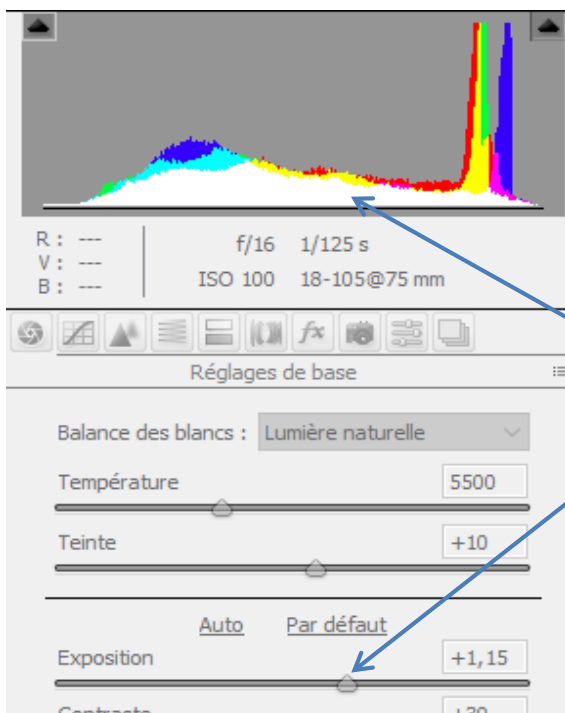 R : --- f/16 1/125 s
V : ---
B : --- ISO 100 18-105@75 mm
fx
Réglages de base
Balance des blancs : Lumière naturelle
Température 5500
Teinte +10
Auto Par défaut
Exposition +1,15